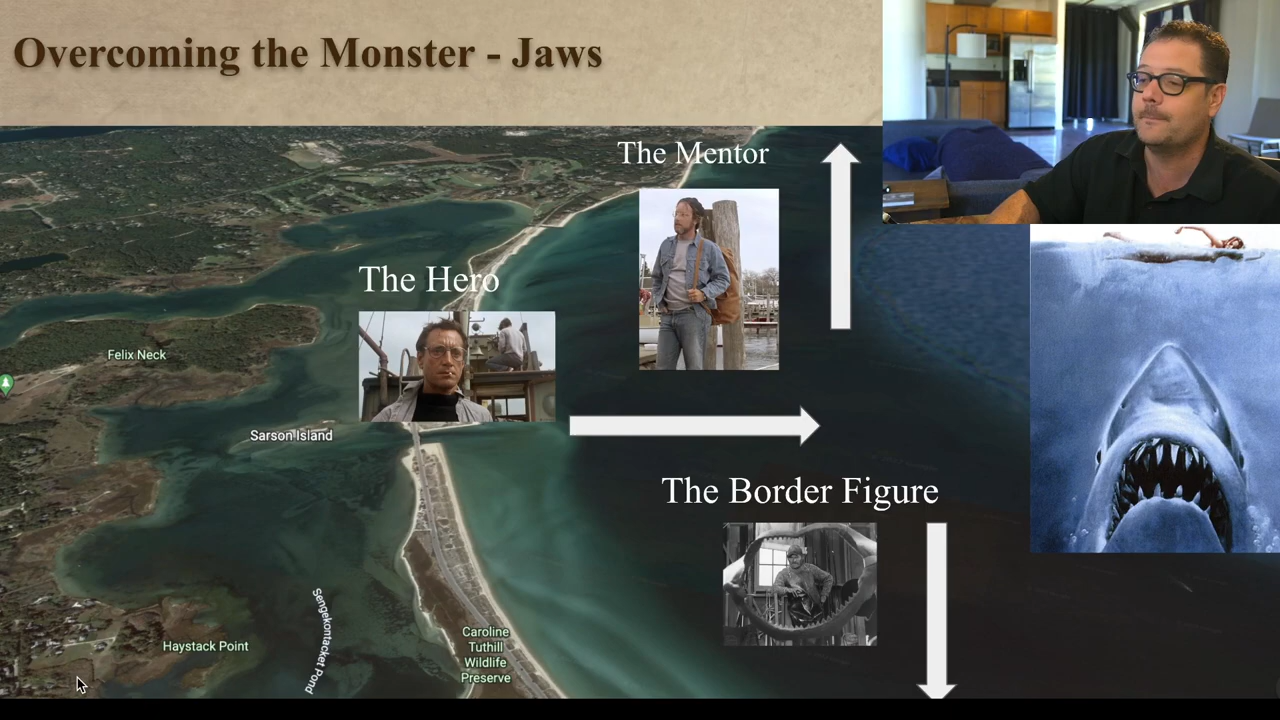 Overcoming the Monster - Jaws
The Mentor
The Hero
Felix Neck
Sarson Island
The Border Figure
Sengekontacket Pond
Haystack Point
Caroline
Tuthill
Wildlife
Preserve